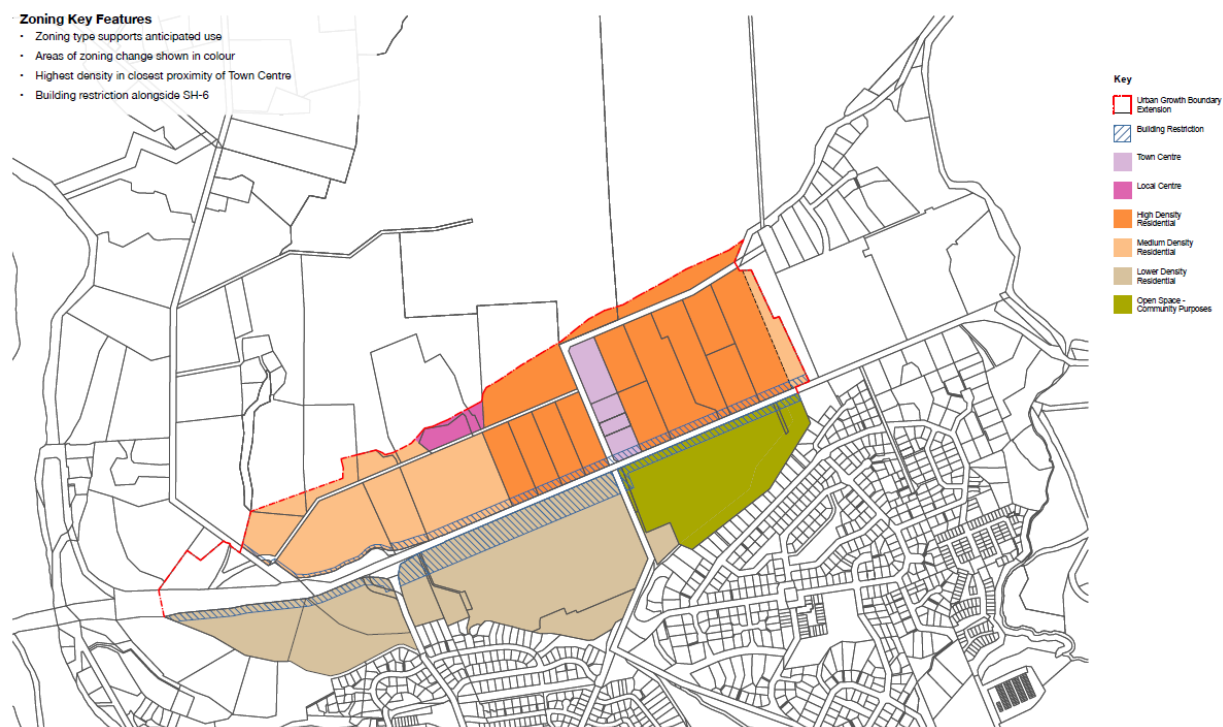 Zoning Key Features
· Zoning type supports anticipated use
· Areas of zoning change shown in colour
· Highest density in closest proximity of Town Centre
· Building restriction alongside SH-6
Key
Urban Growth Boundary
Extension
Building Restriction
Town Centre
Local Centre
High Density
Residential
Medium Density
Residential
Lower Density
Residential
Open Space -
Community Purposes